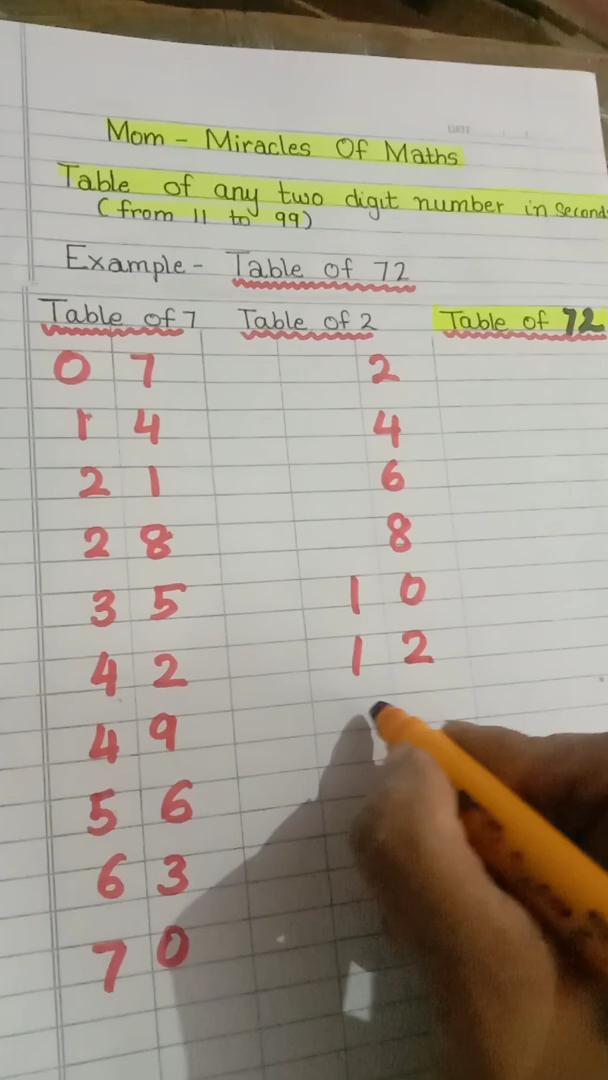 DATE
Mom - Miracles Of Maths
Table of any two digit number in seconds
(from 11 to 99)
Example - Table of 72
Table of 7 Table of 2 Table of 72
0 7 2
1 4 4
2 1 6
2 8 8
3 5 1 0
4 2 1 2
4 9
5 6
6 3
7 0